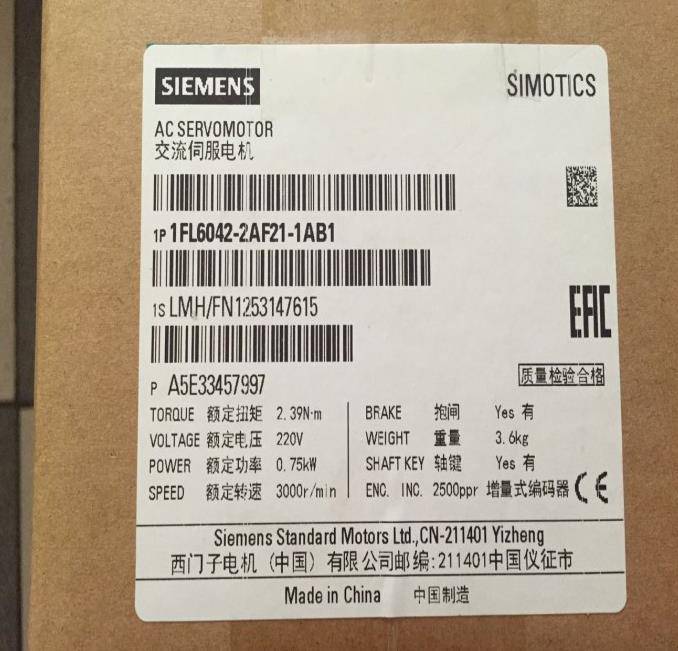 SIEMENS
SIMOTICS
AC SERVOMOTOR
交流伺服电机
1P 1FL6042-2AF21-1AB1
1S LMH/FN1253147615
EAC
P A5E33457997
质量检验合格
TORQUE 额定扭矩 2.39N·m
BRAKE 抱闸 Yes 有
VOLTAGE 额定电压 220V
WEIGHT 重量 3.6kg
POWER 额定功率 0.75kW
SHAFT KEY 轴键 Yes 有
SPEED 额定转速 3000r/min
ENC. INC. 2500ppr 增量式编码器 CE
Siemens Standard Motors Ltd.,CN-211401 Yizheng
西门子电机(中国)有限公司邮编:211401中国仪征市
Made in China 中国制造